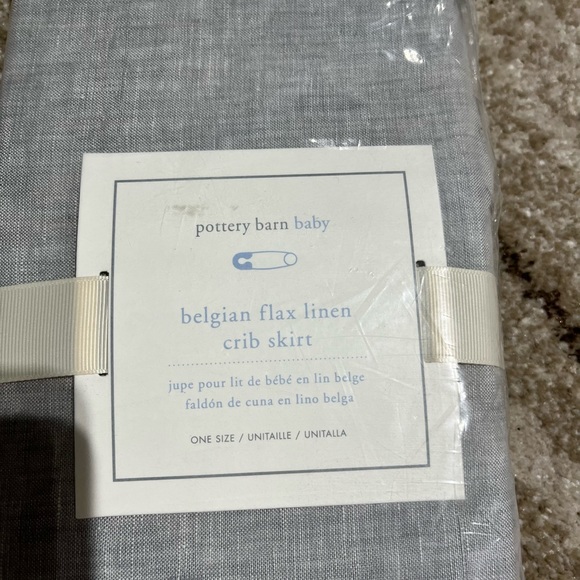 pottery barn baby
belgian flax linen
crib skirt
jupe pour lit de bébé en lin belge
faldón de cuna en lino belga
ONE SIZE / UNITAILLE / UNITALLA